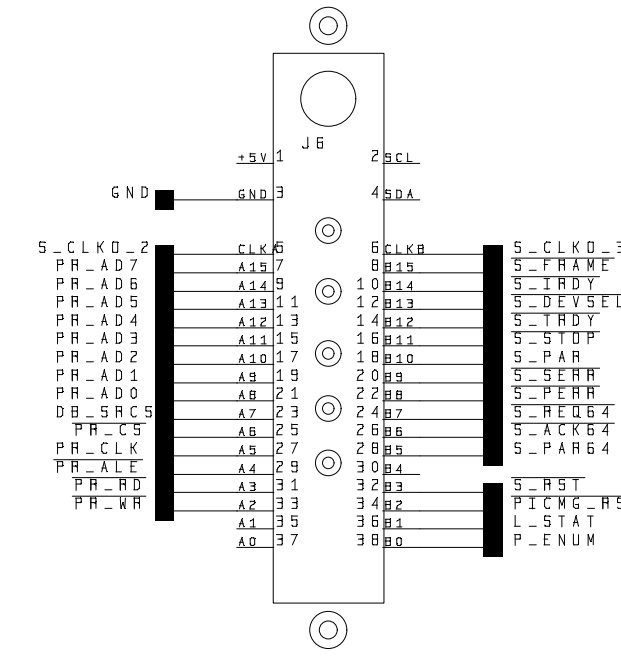 J6
+5V 1 2 SCL
GND GND 3 4 SDA
S_CLKO_2 CLKA 5 6 CLKB S_CLKO_3
PR_AD7 A15 7 8 B15 S_FRAME
PR_AD6 A14 9 10 B14 S_IRDY
PR_AD5 A13 11 12 B13 S_DEVSEL
PR_AD4 A12 13 14 B12 S_TRDY
PR_AD3 A11 15 16 B11 S_STOP
PR_AD2 A10 17 18 B10 S_PAR
PR_AD1 A9 19 20 B9 S_SERR
PR_AD0 A8 21 22 B8 S_PERR
DB_SRCS A7 23 24 B7 S_REQ64
PR_CS A6 25 26 B6 S_ACK64
PR_CLK A5 27 28 B5 S_PAR64
PR_ALE A4 29 30 B4
PR_RD A3 31 32 B3 S_RST
PR_WR A2 33 34 B2 PICMG_RS
A1 35 36 B1 L_STAT
A0 37 38 B0 P_ENUM